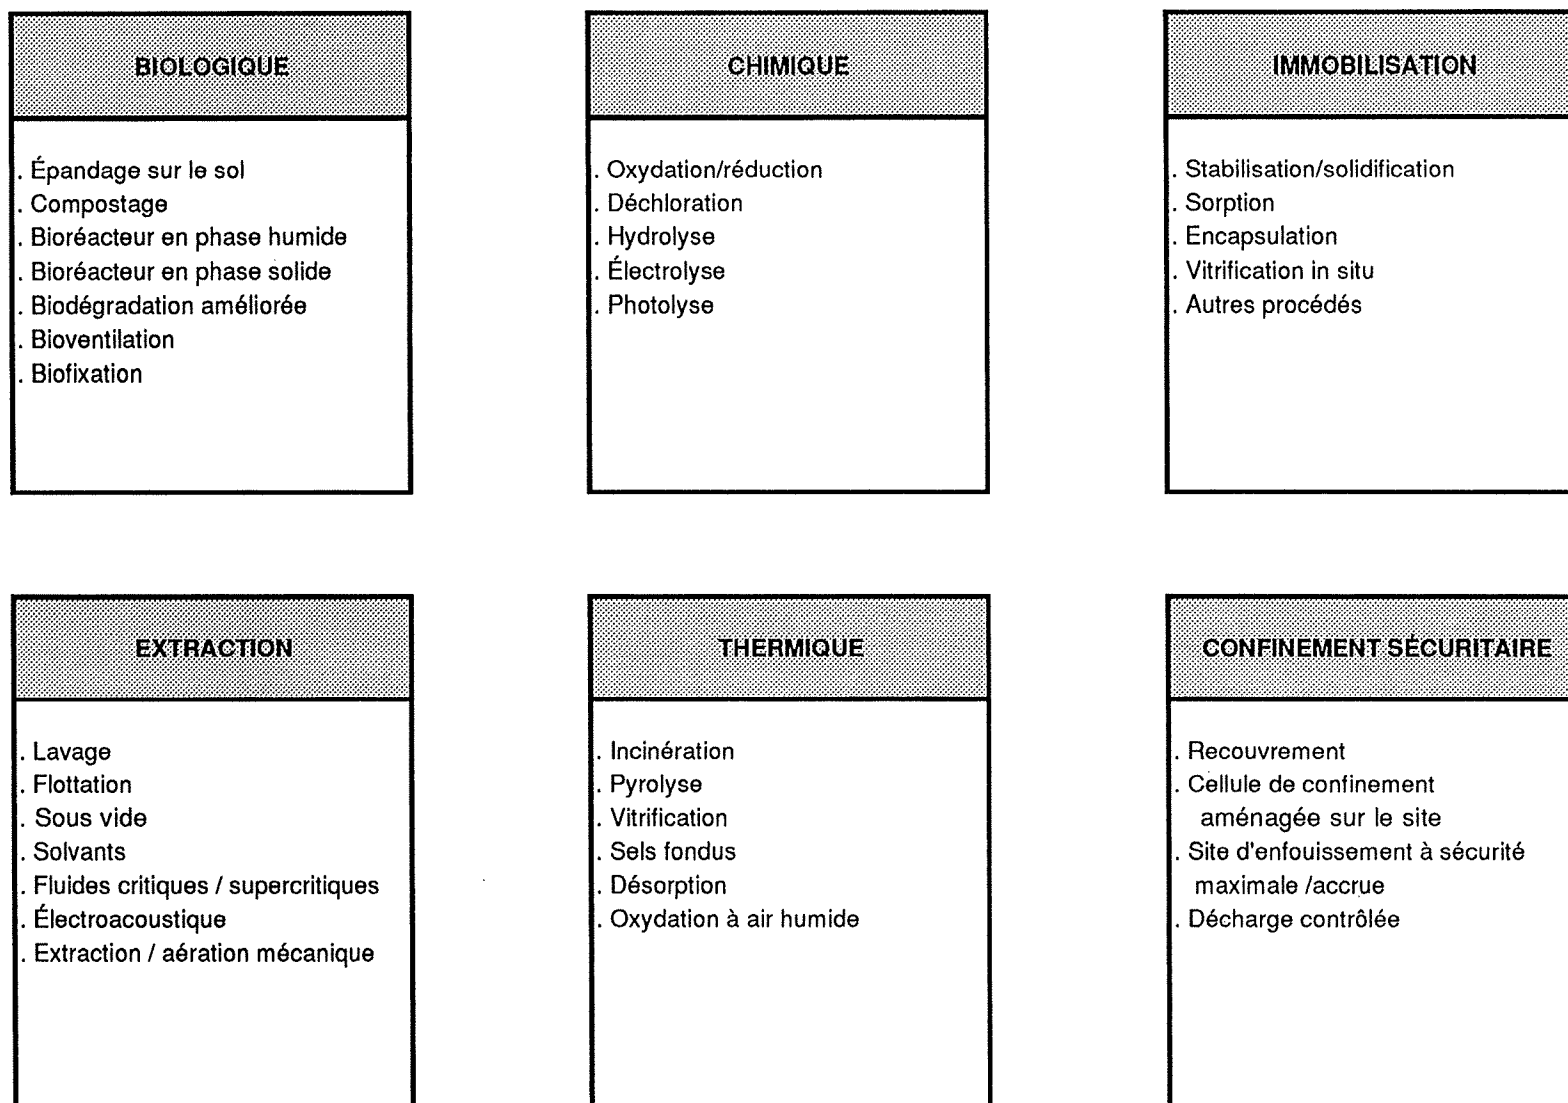 BIOLOGIQUE
. Épandage sur le sol
. Compostage
. Bioréacteur en phase humide
. Bioréacteur en phase solide
. Biodégradation améliorée
. Bioventilation
. Biofixation
CHIMIQUE
. Oxydation/réduction
. Déchloration
. Hydrolyse
. Électrolyse
. Photolyse
IMMOBILISATION
. Stabilisation/solidification
. Sorption
. Encapsulation
. Vitrification in situ
. Autres procédés
EXTRACTION
. Lavage
. Flottation
. Sous vide
. Solvants
. Fluides critiques / supercritiques
. Électroacoustique
. Extraction / aération mécanique
THERMIQUE
. Incinération
. Pyrolyse
. Vitrification
. Sels fondus
. Désorption
. Oxydation à air humide
CONFINEMENT SÉCURITAIRE
. Recouvrement
. Cellule de confinement
aménagée sur le site
. Site d'enfouissement à sécurité
maximale /accrue
. Décharge contrôlée